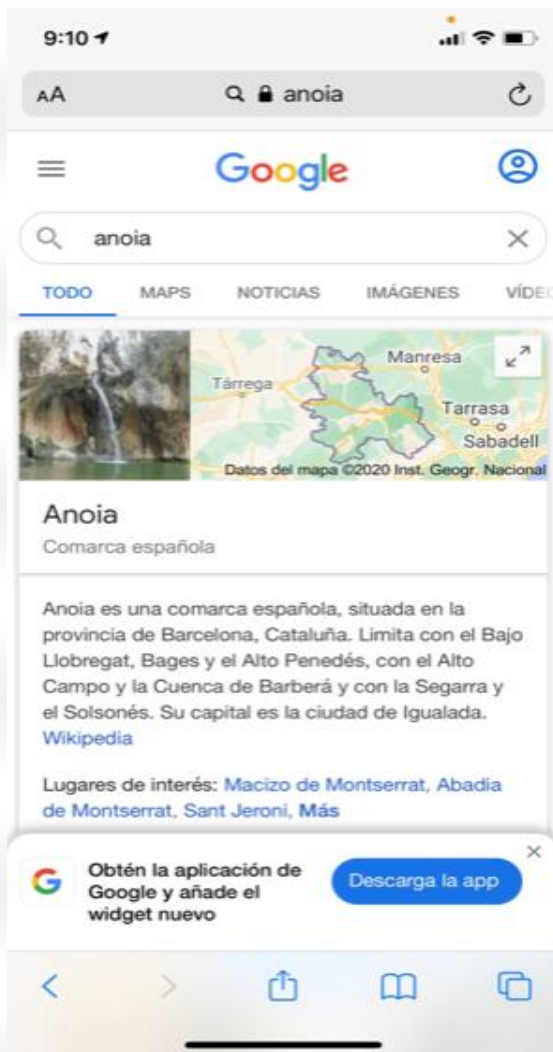 9:10
AA anoia
Google
anoia
TODO MAPS NOTICIAS IMÁGENES VÍDE
Manresa
Tárrega
Tarrasa
Sabadell
Datos del mapa ©2020 Inst. Geogr. Nacional
Anoia
Comarca española
Anoia es una comarca española, situada en la
provincia de Barcelona, Cataluña. Limita con el Bajo
Llobregat, Bages y el Alto Penedés, con el Alto
Campo y la Cuenca de Barberá y con la Segarra y
el Solsonés. Su capital es la ciudad de Igualada.
Wikipedia
Lugares de interés: Macizo de Montserrat, Abadia
de Montserrat, Sant Jeroni, Más
G
Obtén la aplicación de
Google y añade el
widget nuevo
Descarga la app